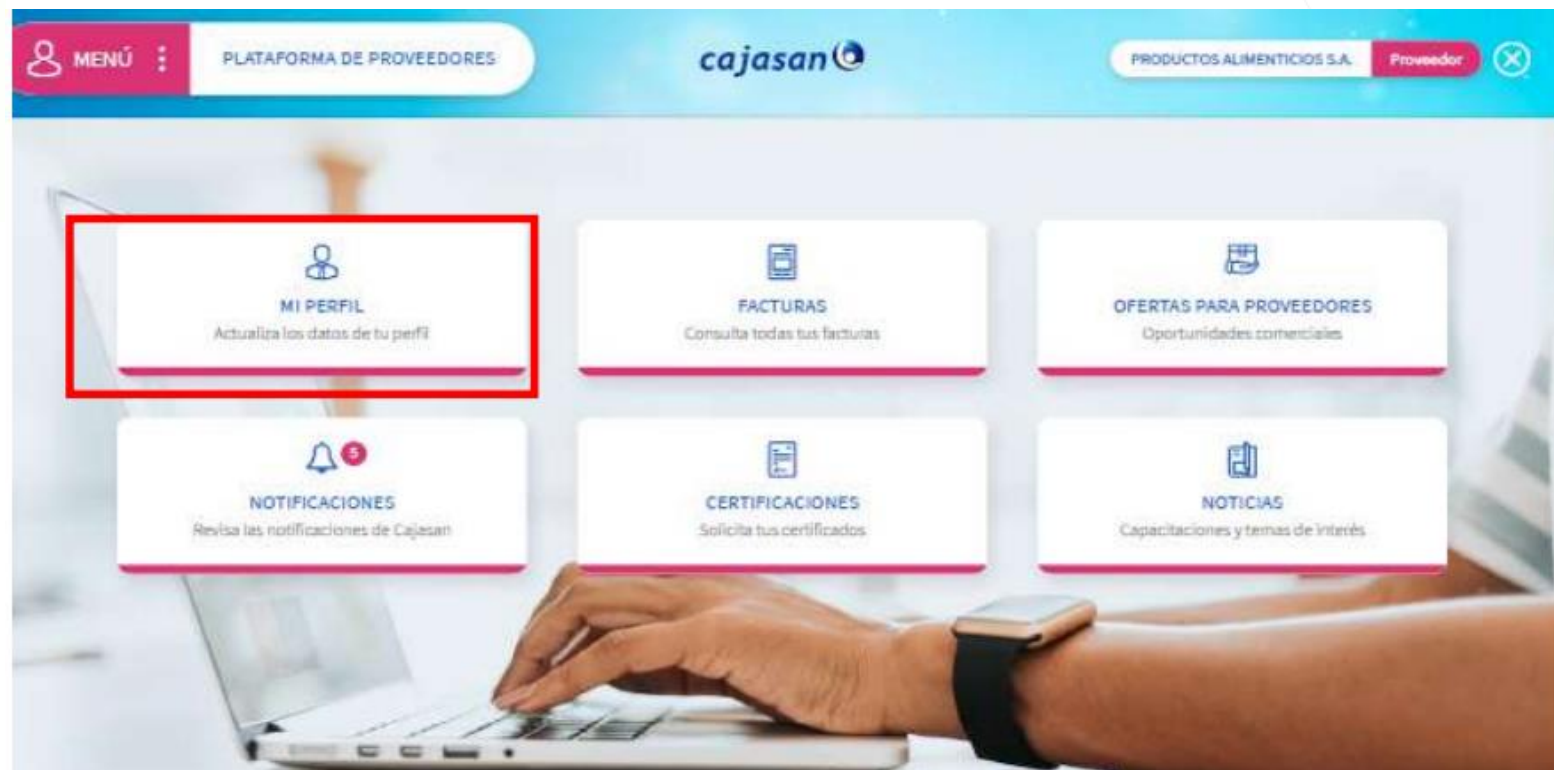 MENÚ
PLATAFORMA DE PROVEEDORES
cajasan
PRODUCTOS ALIMENTICIOS S.A.
Proveedor
MI PERFIL
Actualiza los datos de tu perfil
FACTURAS
Consulta todas tus facturas
OFERTAS PARA PROVEEDORES
Oportunidades comerciales
5
NOTIFICACIONES
Revisa las notificaciones de Cajasan
CERTIFICACIONES
Solicita tus certificados
NOTICIAS
Capacitaciones y temas de interés